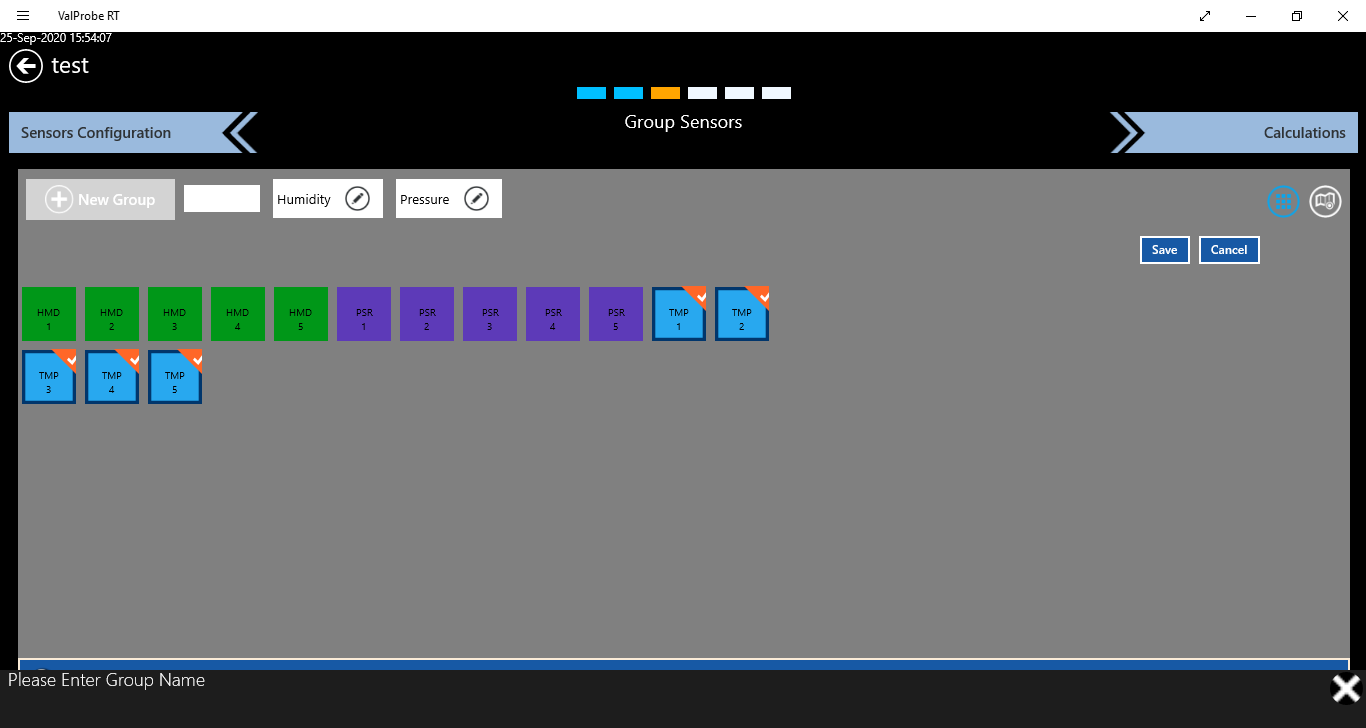 ValProbe RT
25-Sep-2020 15:54:07
test
Sensors Configuration
Group Sensors
Calculations
New Group
Humidity
Pressure
Save
Cancel
HMD
1
HMD
2
HMD
3
HMD
4
HMD
5
PSR
1
PSR
2
PSR
3
PSR
4
PSR
5
TMP
1
TMP
2
TMP
3
TMP
4
TMP
5
Please Enter Group Name